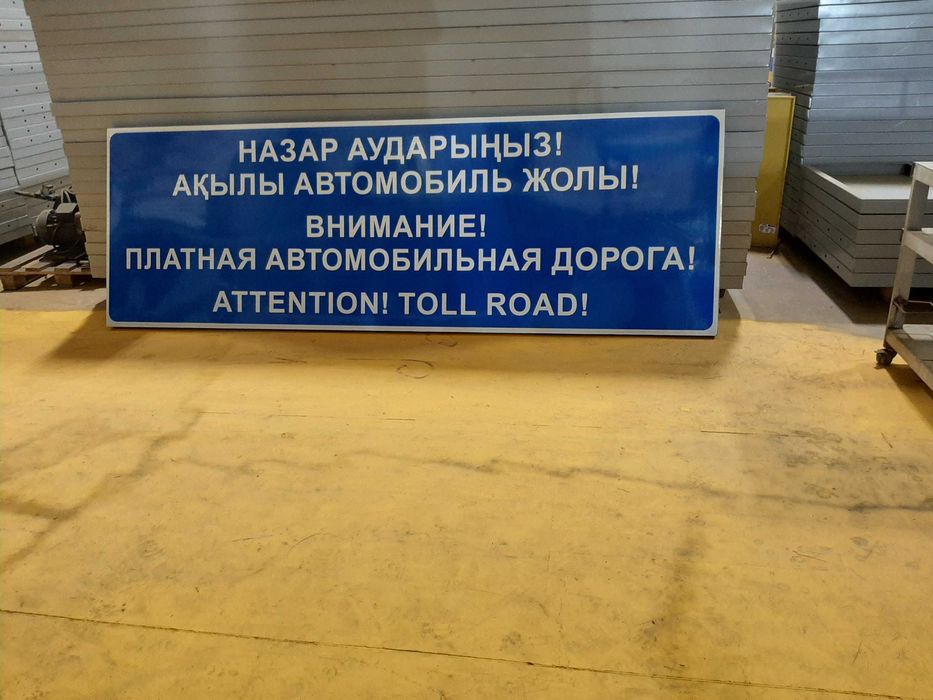 НАЗАР АУДАРЫҢЫЗ!
АҚЫЛЫ АВТОМОБИЛЬ ЖОЛЫ!
ВНИМАНИЕ!
ПЛАТНАЯ АВТОМОБИЛЬНАЯ ДОРОГА!
ATTENTION! TOLL ROAD!